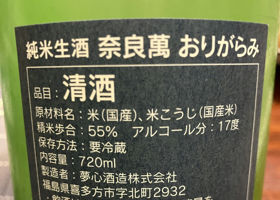 純米生酒 奈良萬 おりがらみ
品目：清酒
原材料名：米（国産）、米こうじ（国産米）
精米歩合：55% アルコール分：17度
保存方法：要冷蔵
内容量：720ml
製造者：夢心酒造株式会社
福島県喜多方市字北町2932